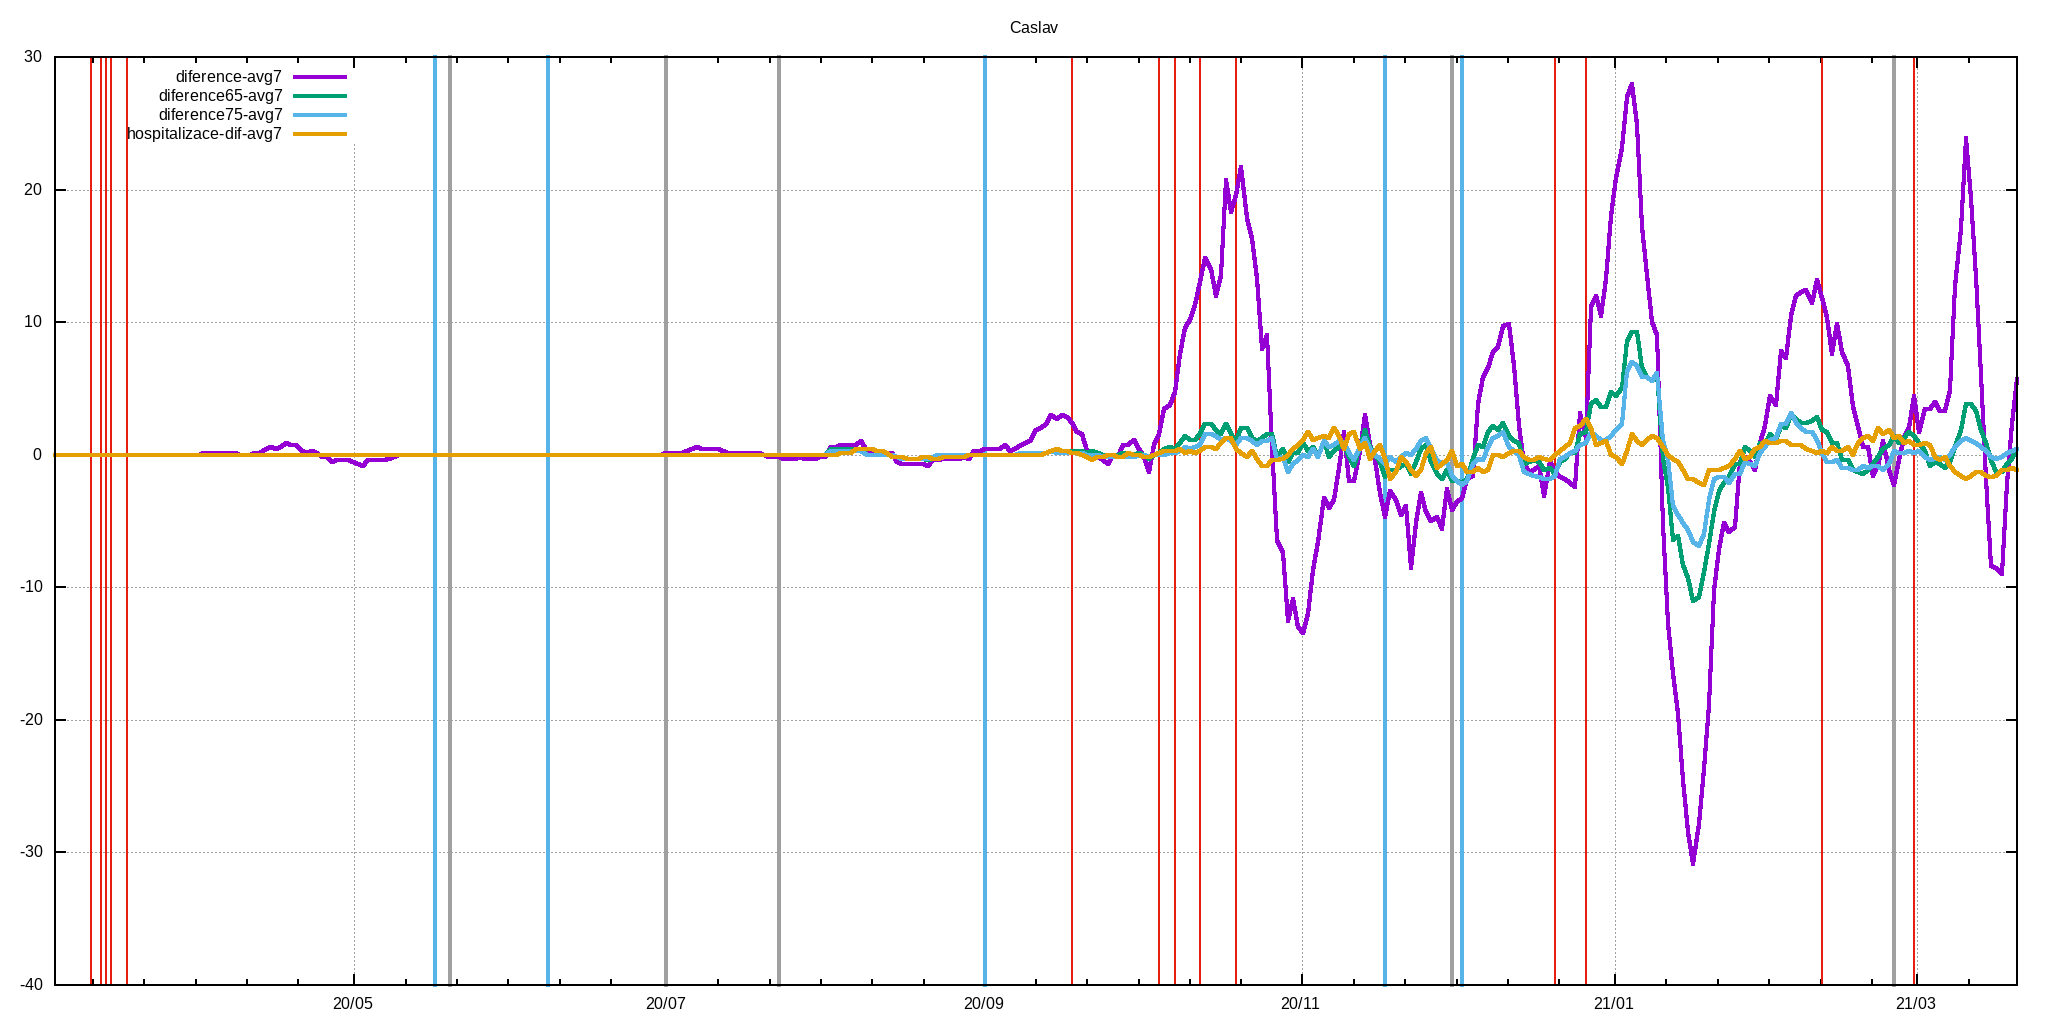 Caslav
diference-avg7
diference65-avg7
diference75-avg7
hospitalizace-dif-avg7
30
20
10
0
-10
-20
-30
-40
20/05 20/07 20/09 20/11 21/01 21/03